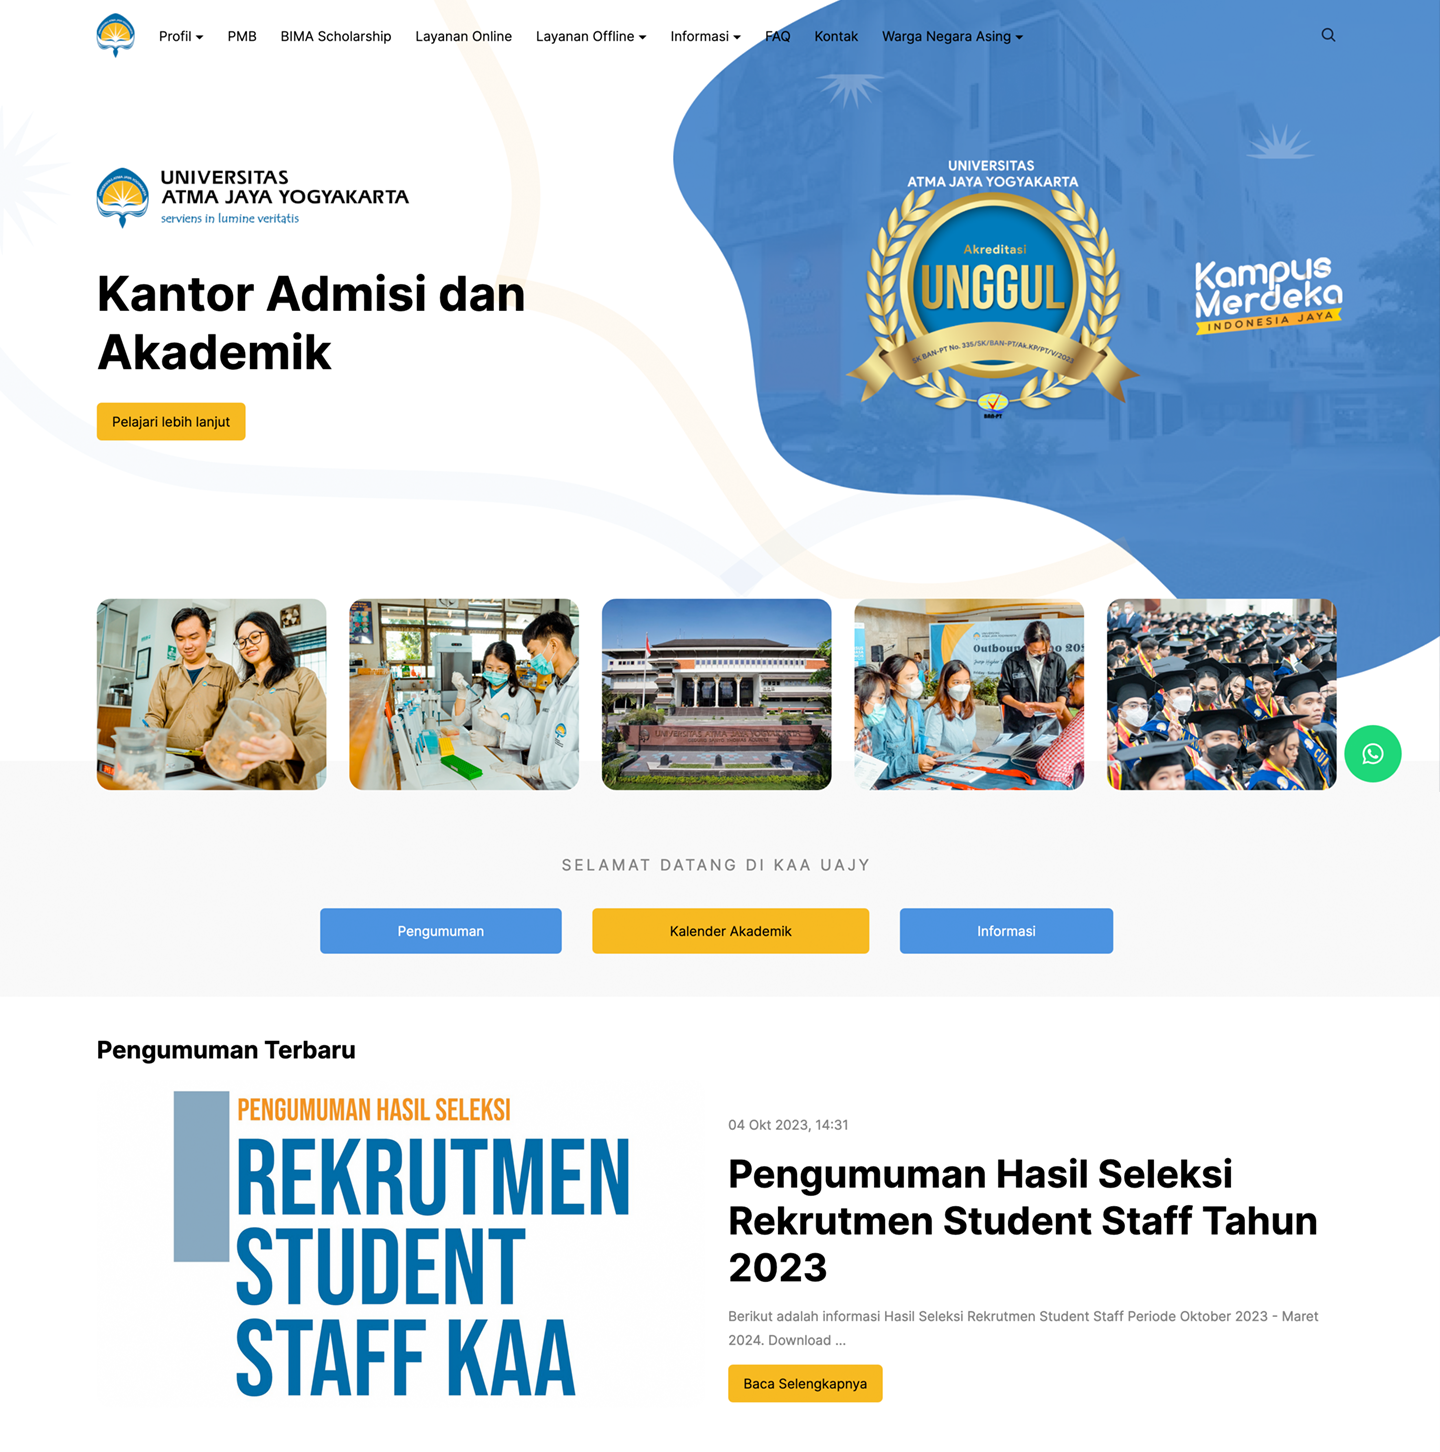 Profil
PMB
BIMA Scholarship
Layanan Online
Layanan Offline
Informasi
FAQ
Kontak
Warga Negara Asing
UNIVERSITAS
ATMA JAYA YOGYAKARTA
serviens in lumine veritatis
Kantor Admisi dan
Akademik
Pelajari lebih lanjut
UNIVERSITAS
ATMA JAYA YOGYAKARTA
Akreditasi
UNGGUL
SK BAN-PT No. 335/SK/BAN-PT/Ak.KP/PT/V/2023
BAN-PT
Kampus
Merdeka
INDONESIA JAYA
UNIVERSITAS ATMA JAYA YOGYAKARTA
SELAMAT DATANG DI KAA UAJY
Pengumuman
Kalender Akademik
Informasi
Pengumuman Terbaru
PENGUMUMAN HASIL SELEKSI
REKRUTMEN
STUDENT
STAFF KAA
04 Okt 2023, 14:31
Pengumuman Hasil Seleksi
Rekrutmen Student Staff Tahun
2023
Berikut adalah informasi Hasil Seleksi Rekrutmen Student Staff Periode Oktober 2023 - Maret
2024. Download ...
Baca Selengkapnya